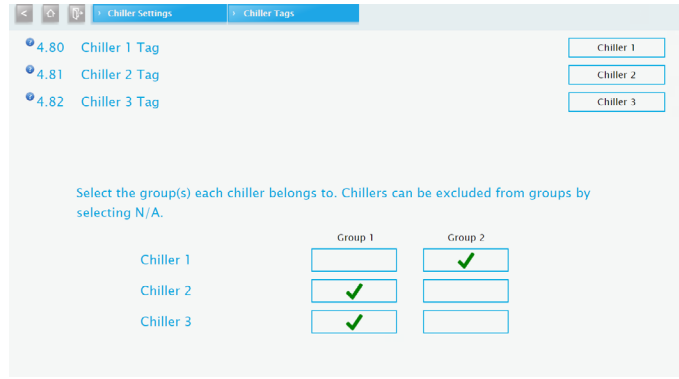 < Chiller Settings Chiller Tags
? 4.80 Chiller 1 Tag Chiller 1
? 4.81 Chiller 2 Tag Chiller 2
? 4.82 Chiller 3 Tag Chiller 3
Select the group(s) each chiller belongs to. Chillers can be excluded from groups by
selecting N/A.
Group 1 Group 2
Chiller 1
Chiller 2
Chiller 3